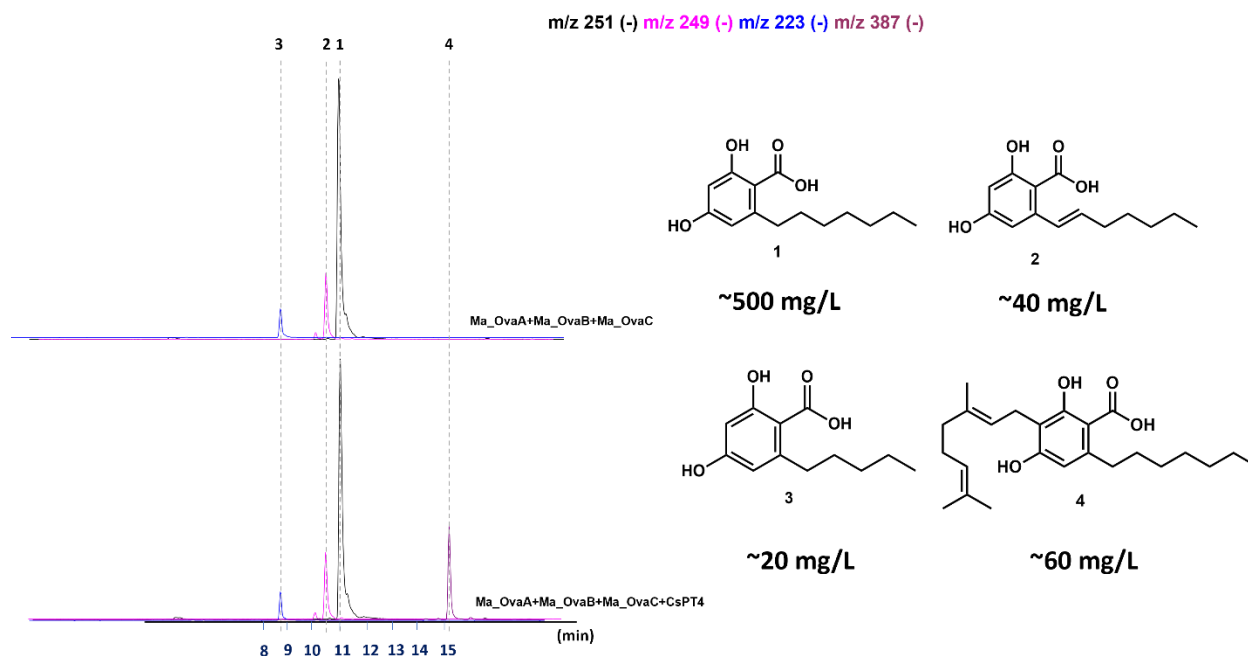 m/z 251 (-) m/z 249 (-) m/z 223 (-) m/z 387 (-)
3 2 1 4
Ma_OvaA+Ma_OvaB+Ma_OvaC
Ma_OvaA+Ma_OvaB+Ma_OvaC+CsPT4
(min)
8 9 10 11 12 13 14 15
OH O
OH
HO
1
~500 mg/L
OH O
OH
HO
2
~40 mg/L
OH O
OH
HO
3
~20 mg/L
OH O
OH
HO
4
~60 mg/L